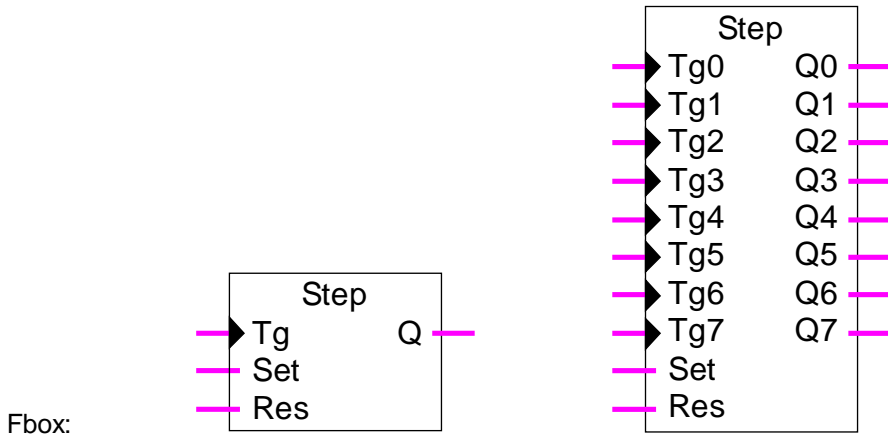 Step
Tg0 Q0
Tg1 Q1
Tg2 Q2
Tg3 Q3
Tg4 Q4
Tg5 Q5
Tg6 Q6
Tg7 Q7
Set
Res
Step
Tg Q
Set
Res
Fbox: